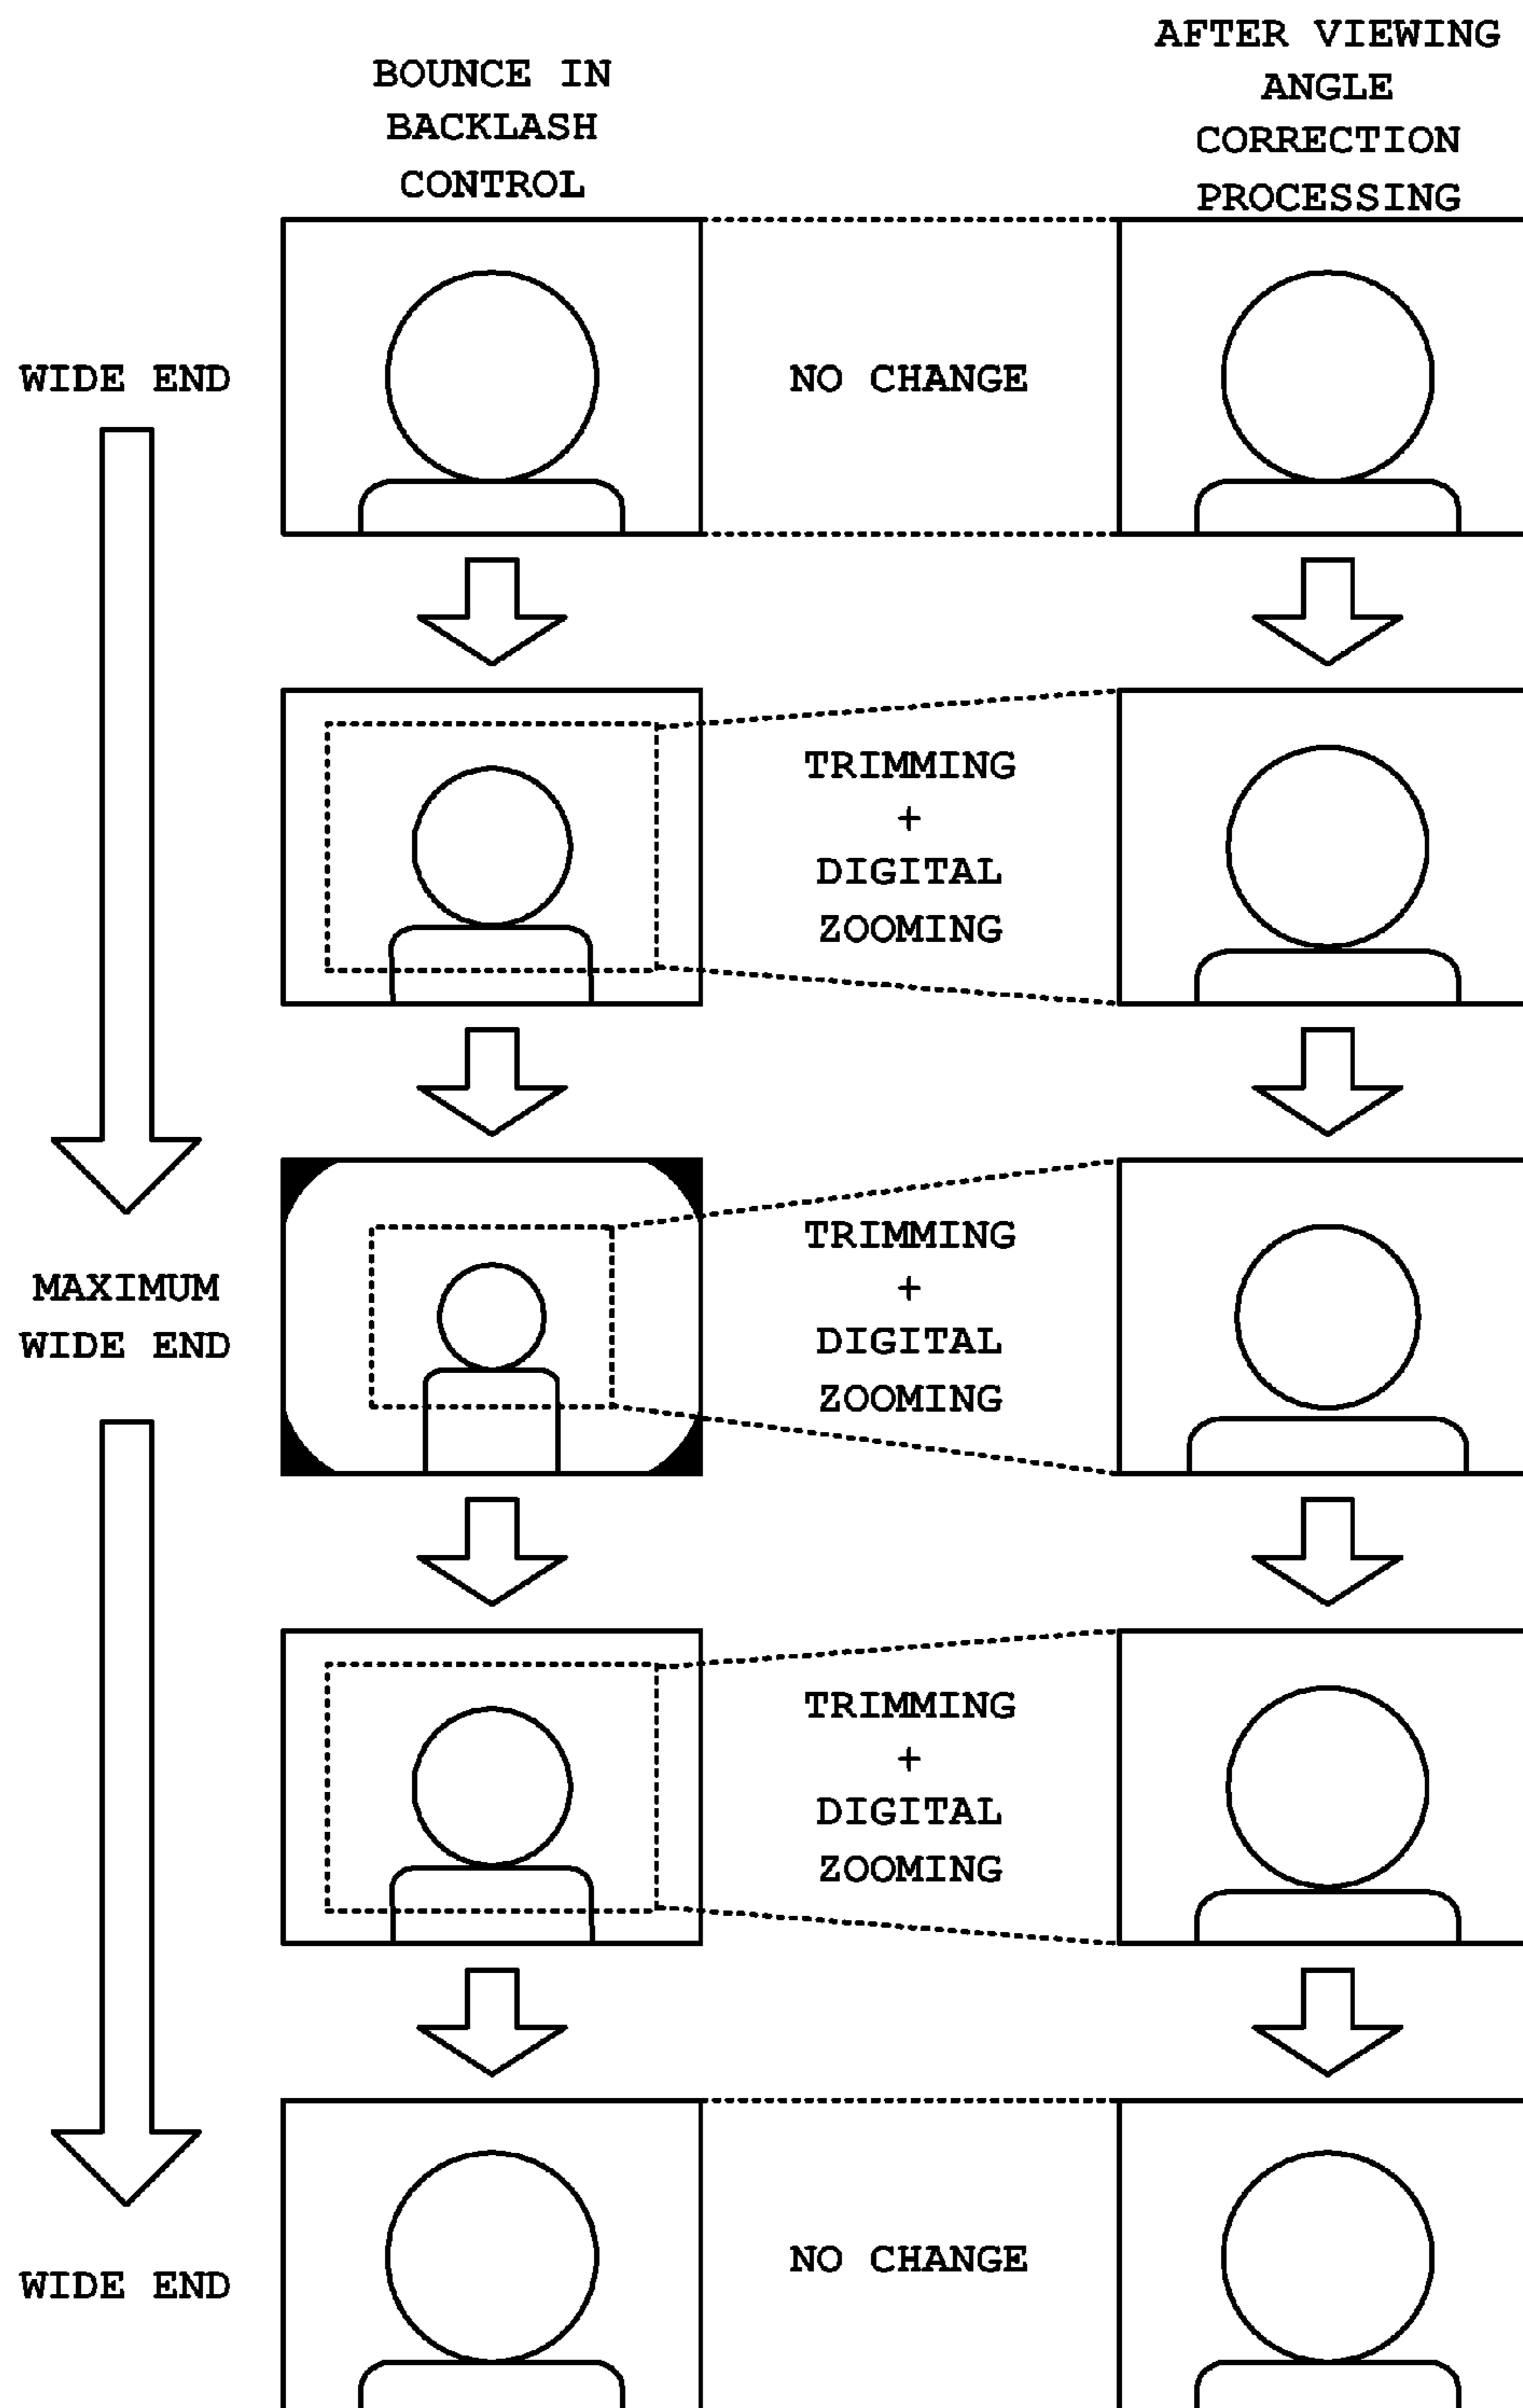 BOUNCE IN
BACKLASH
CONTROL
AFTER VIEWING
ANGLE
CORRECTION
PROCESSING
WIDE END
NO CHANGE
TRIMMING
+
DIGITAL
ZOOMING
MAXIMUM
WIDE END
TRIMMING
+
DIGITAL
ZOOMING
TRIMMING
+
DIGITAL
ZOOMING
WIDE END
NO CHANGE